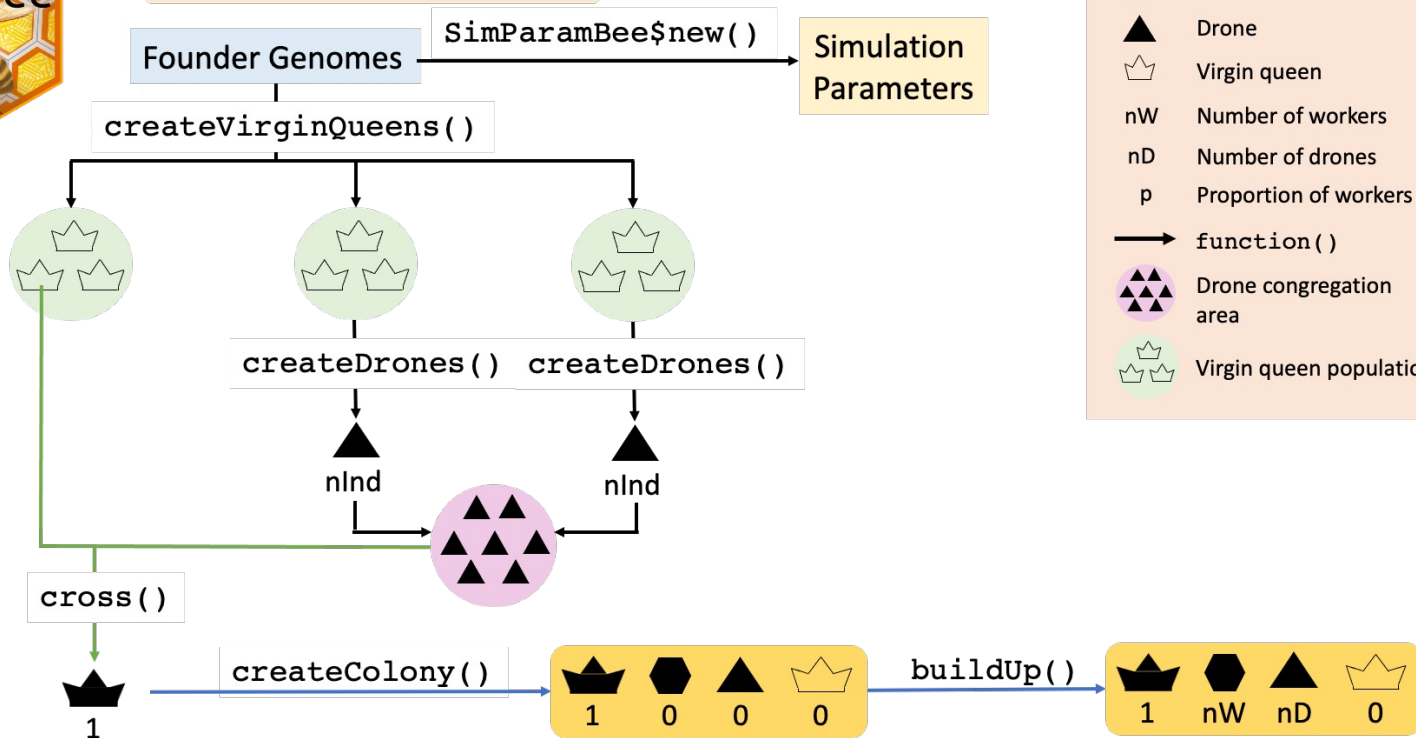 SimParamBee$new()
Founder Genomes
Simulation
Parameters
createVirginQueens()
createDrones() createDrones()
nInd
nInd
cross()
createColony()
buildUp()
1
1 0 0 0
1 nW nD 0
Drone
Virgin queen
nW Number of workers
nD Number of drones
p Proportion of workers
function()
Drone congregation
area
Virgin queen